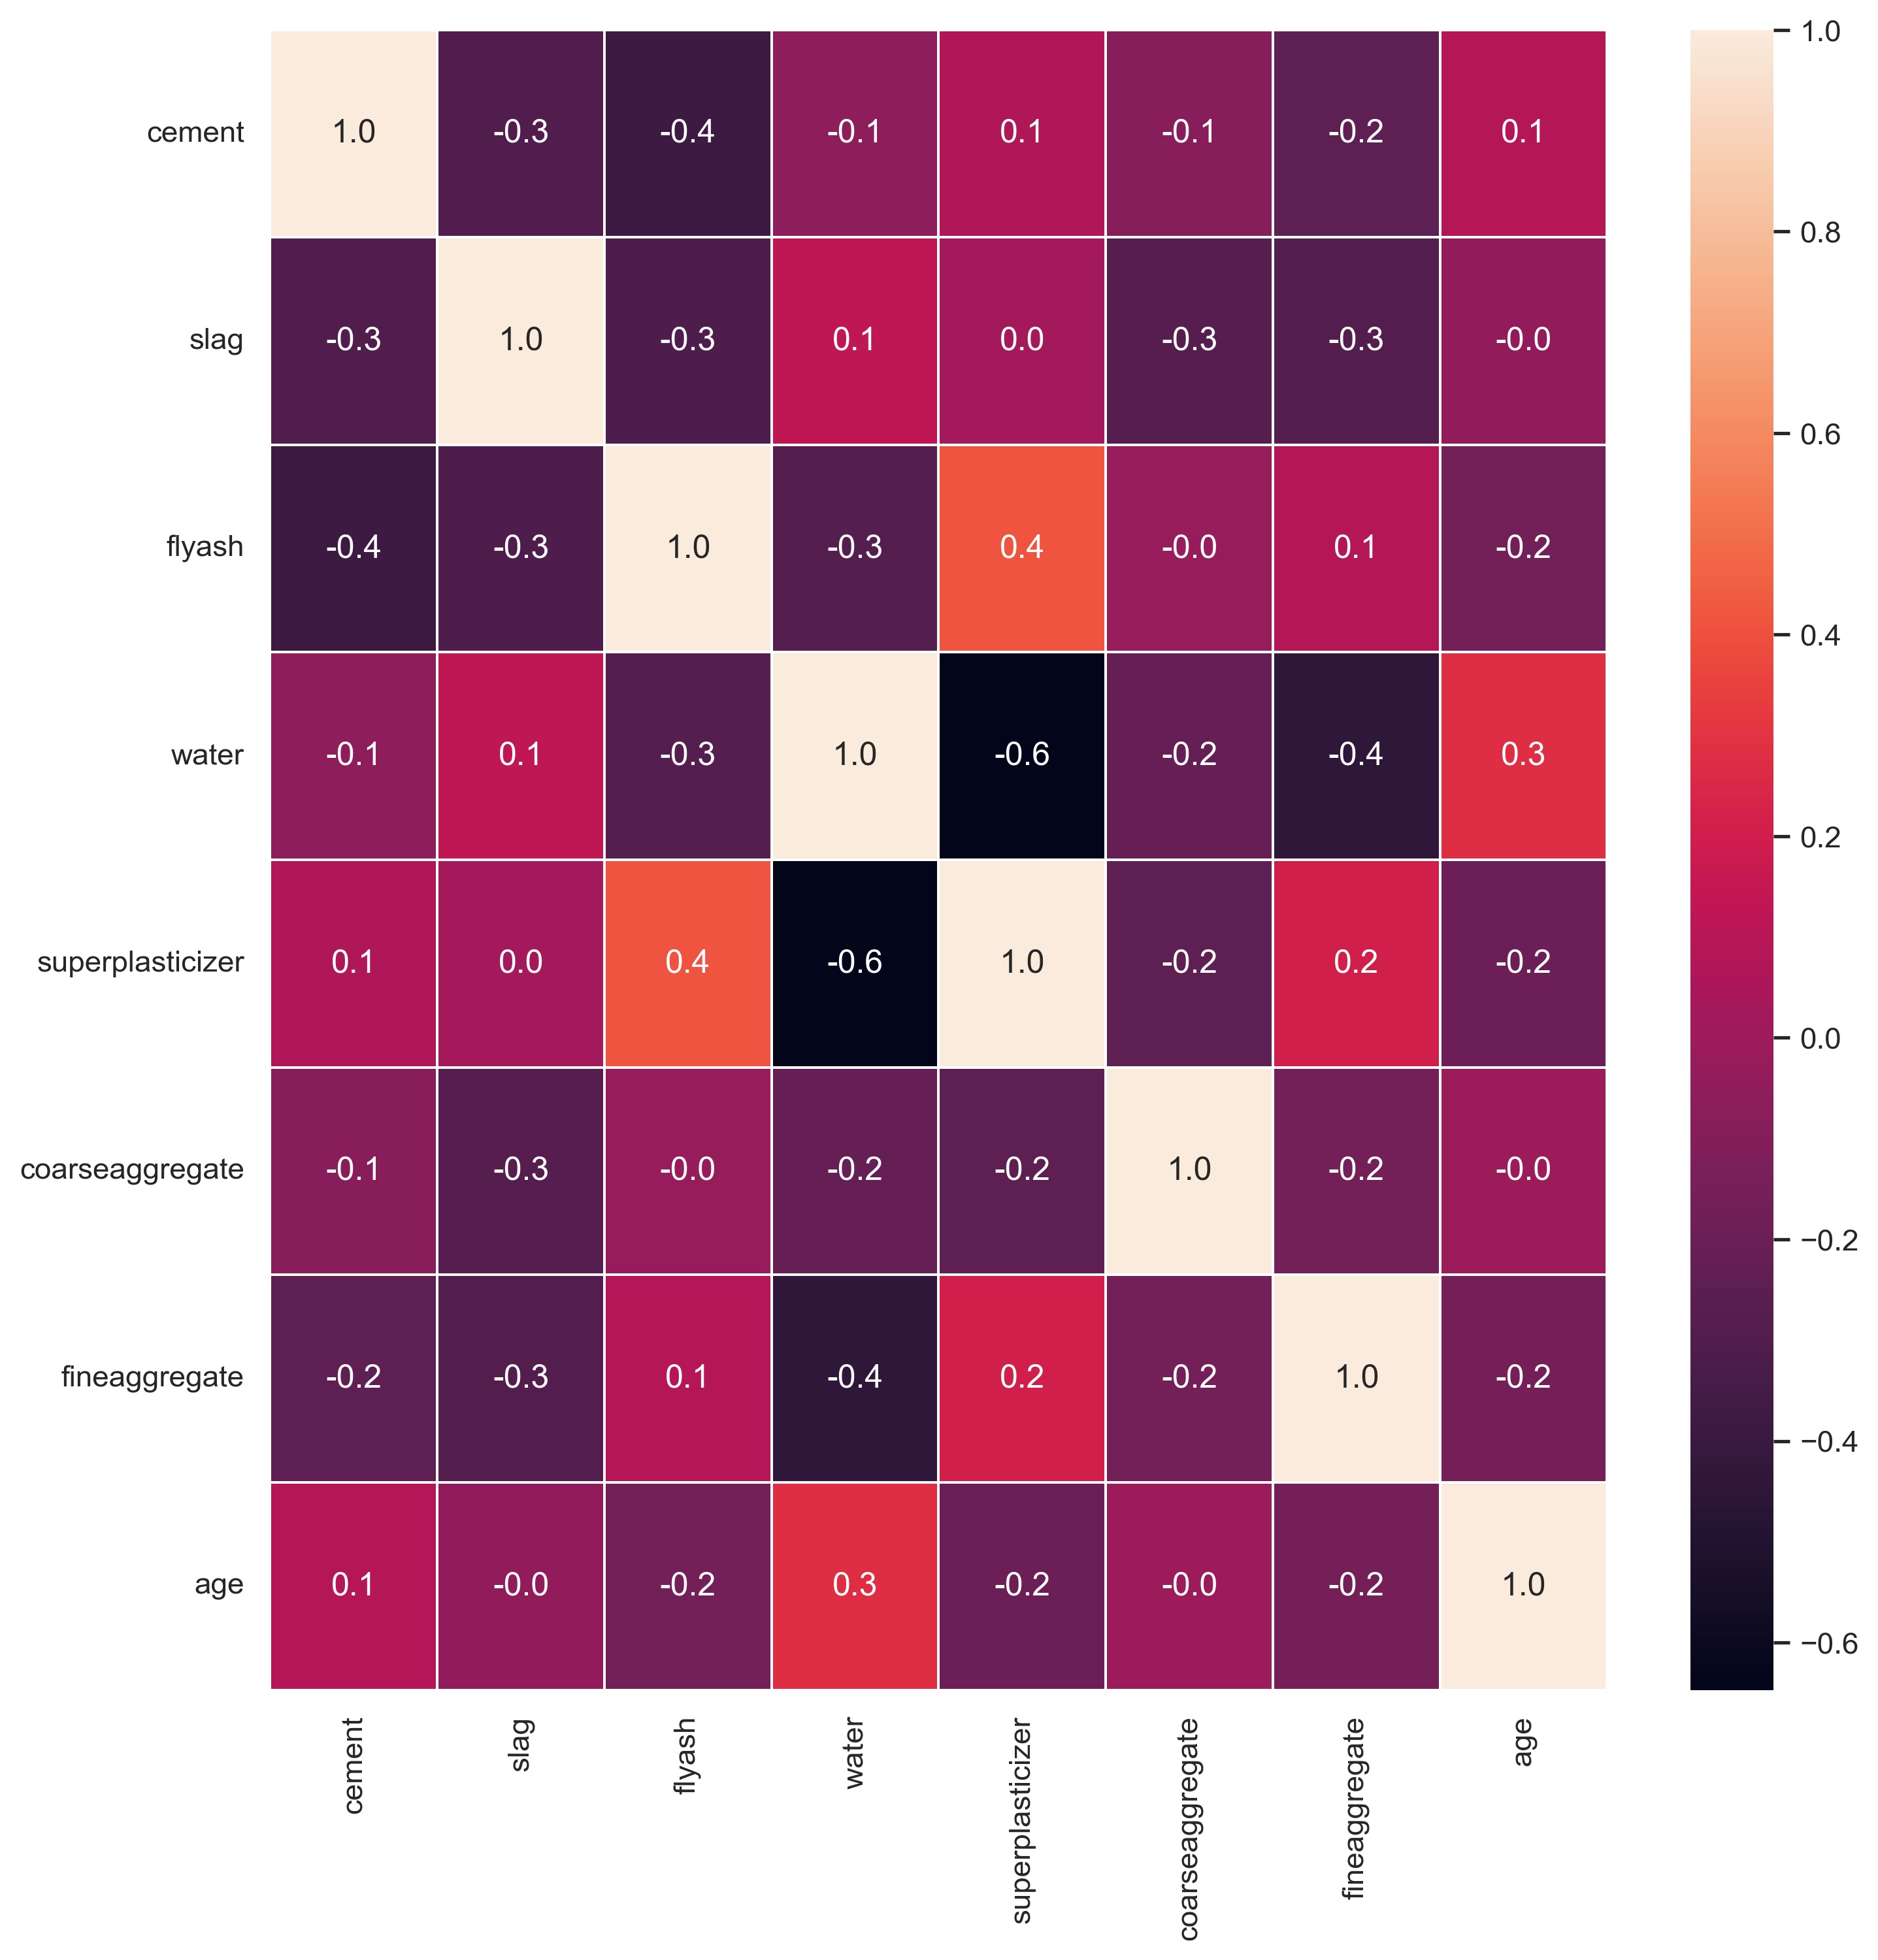 1.0
cement 1.0 -0.3 -0.4 -0.1 0.1 -0.1 -0.2 0.1
0.8
slag -0.3 1.0 -0.3 0.1 0.0 -0.3 -0.3 -0.0
0.6
flyash -0.4 -0.3 1.0 -0.3 0.4 -0.0 0.1 -0.2
0.4
water -0.1 0.1 -0.3 1.0 -0.6 -0.2 -0.4 0.3
0.2
superplasticizer 0.1 0.0 0.4 -0.6 1.0 -0.2 0.2 -0.2
0.0
coarseaggregate -0.1 -0.3 -0.0 -0.2 -0.2 1.0 -0.2 -0.0
−0.2
fineaggregate -0.2 -0.3 0.1 -0.4 0.2 -0.2 1.0 -0.2
−0.4
age 0.1 -0.0 -0.2 0.3 -0.2 -0.0 -0.2 1.0
−0.6
cement
slag
flyash
water
superplasticizer
coarseaggregate
fineaggregate
age